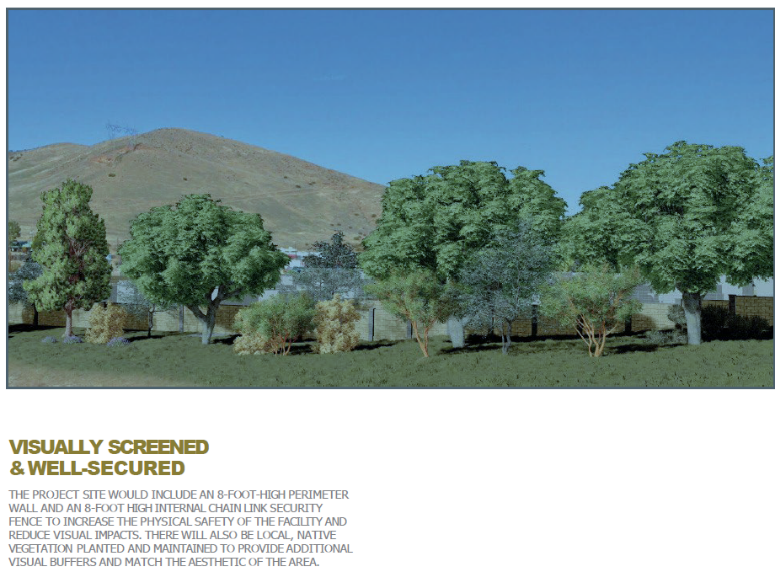 VISUALLY SCREENED
& WELL-SECURED
THE PROJECT SITE WOULD INCLUDE AN 8-FOOT-HIGH PERIMETER
WALL AND AN 8-FOOT HIGH INTERNAL CHAIN LINK SECURITY
FENCE TO INCREASE THE PHYSICAL SAFETY OF THE FACILITY AND
REDUCE VISUAL IMPACTS. THERE WILL ALSO BE LOCAL, NATIVE
VEGETATION PLANTED AND MAINTAINED TO PROVIDE ADDITIONAL
VISUAL BUFFERS AND MATCH THE AESTHETIC OF THE AREA.